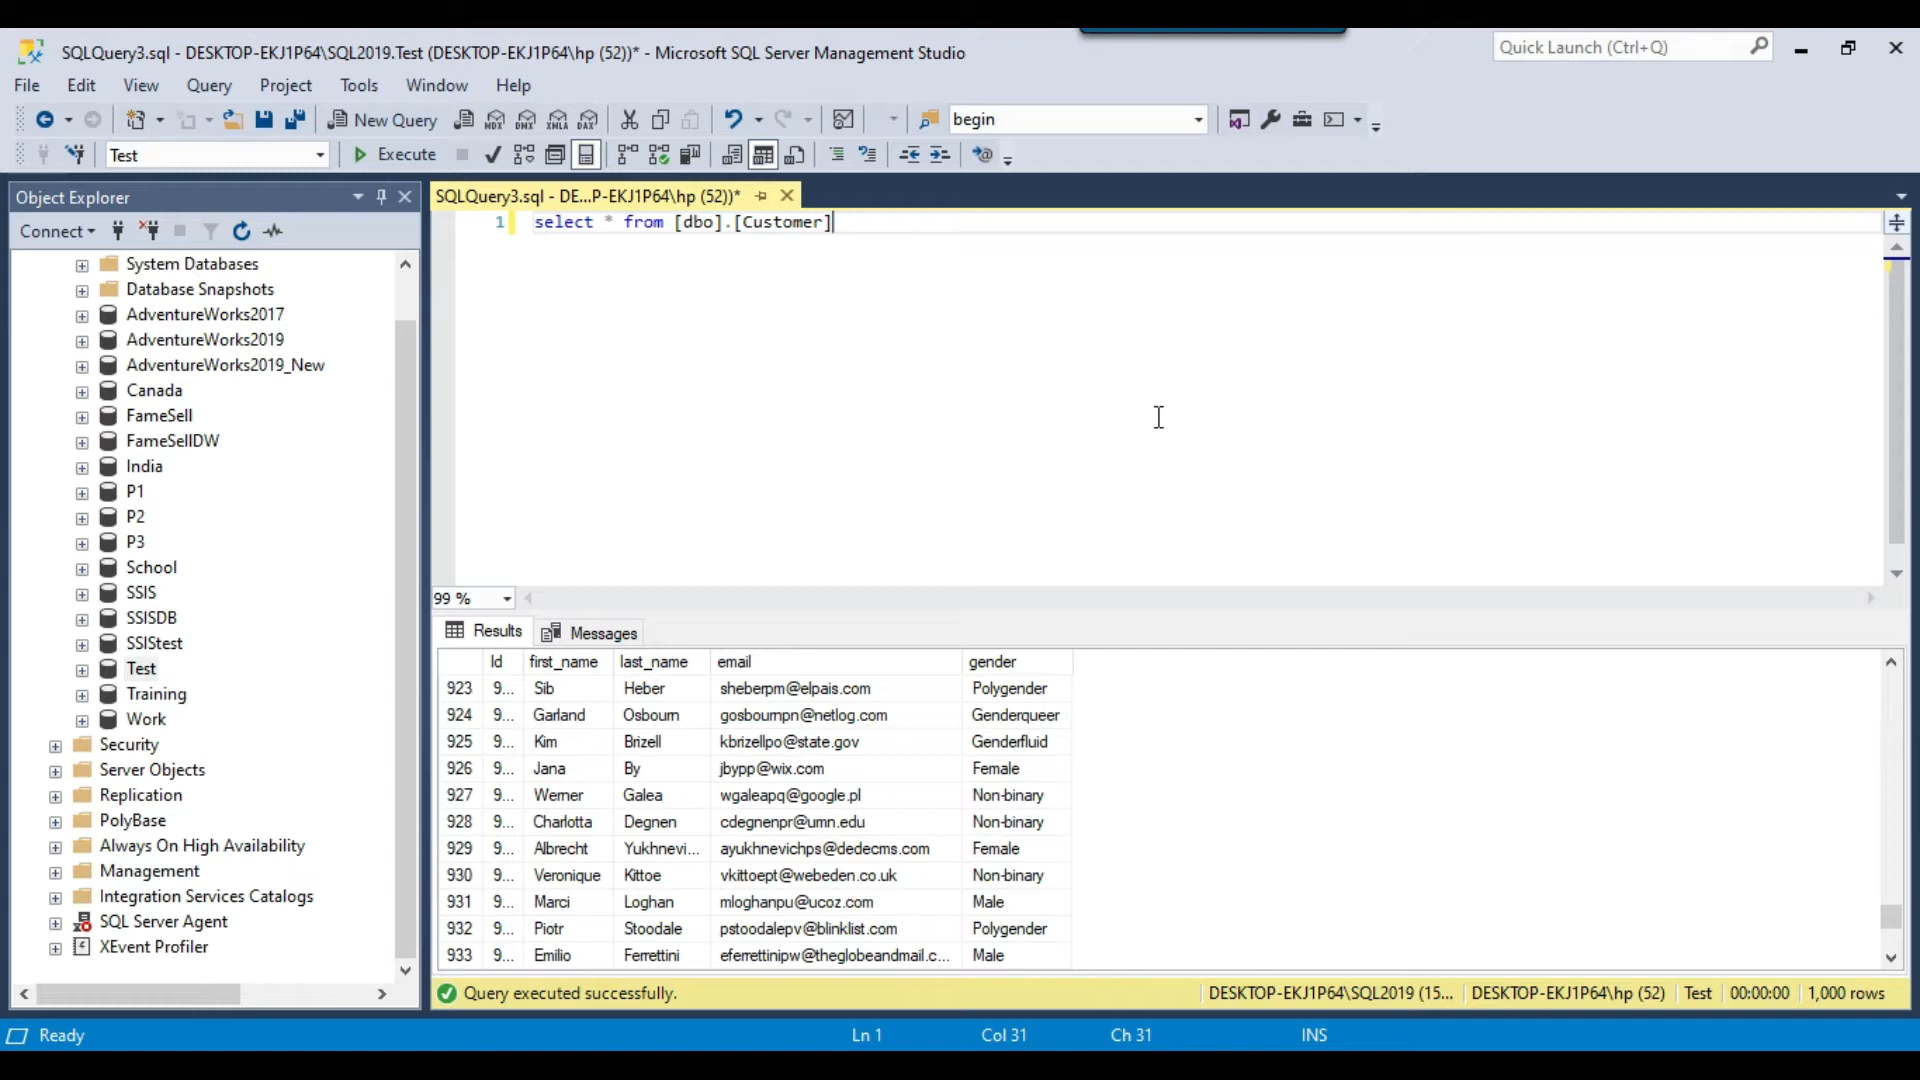 SQLQuery3.sql - DESKTOP-EKJ1P64\SQL2019.Test (DESKTOP-EKJ1P64\hp (52))* - Microsoft SQL Server Management Studio
Quick Launch (Ctrl+Q)
File Edit View Query Project Tools Window Help
New Query MDX DMX XMLA DAX begin
Test Execute
Object Explorer
SQLQuery3.sql - DE...P-EKJ1P64\hp (52))*
Connect
1 select * from [dbo].[Customer]
System Databases
Database Snapshots
AdventureWorks2017
AdventureWorks2019
AdventureWorks2019_New
Canada
FameSell
FameSellDW
India
P1
P2
P3
School
SSIS
SSISDB
SSIStest
Test
Training
Work
Security
Server Objects
Replication
PolyBase
Always On High Availability
Management
Integration Services Catalogs
SQL Server Agent
XEvent Profiler
99 %
Results Messages
Id first_name last_name email gender
923 9... Sib Heber sheberpm@elpais.com Polygender
924 9... Garland Osbourn gosbournpn@netlog.com Genderqueer
925 9... Kim Brizell kbrizellpo@state.gov Genderfluid
926 9... Jana By jbypp@wix.com Female
927 9... Werner Galea wgaleapq@google.pl Non-binary
928 9... Charlotta Degnen cdegnenpr@umn.edu Non-binary
929 9... Albrecht Yukhnevi... ayukhnevichps@dedecms.com Female
930 9... Veronique Kittoe vkittoept@webeden.co.uk Non-binary
931 9... Marci Loghan mloghanpu@ucoz.com Male
932 9... Piotr Stoodale pstoodalepv@blinklist.com Polygender
933 9... Emilio Ferrettini eferrettinipw@theglobeandmail.c... Male
Query executed successfully. DESKTOP-EKJ1P64\SQL2019 (15... DESKTOP-EKJ1P64\hp (52) Test 00:00:00 1,000 rows
Ready Ln 1 Col 31 Ch 31 INS